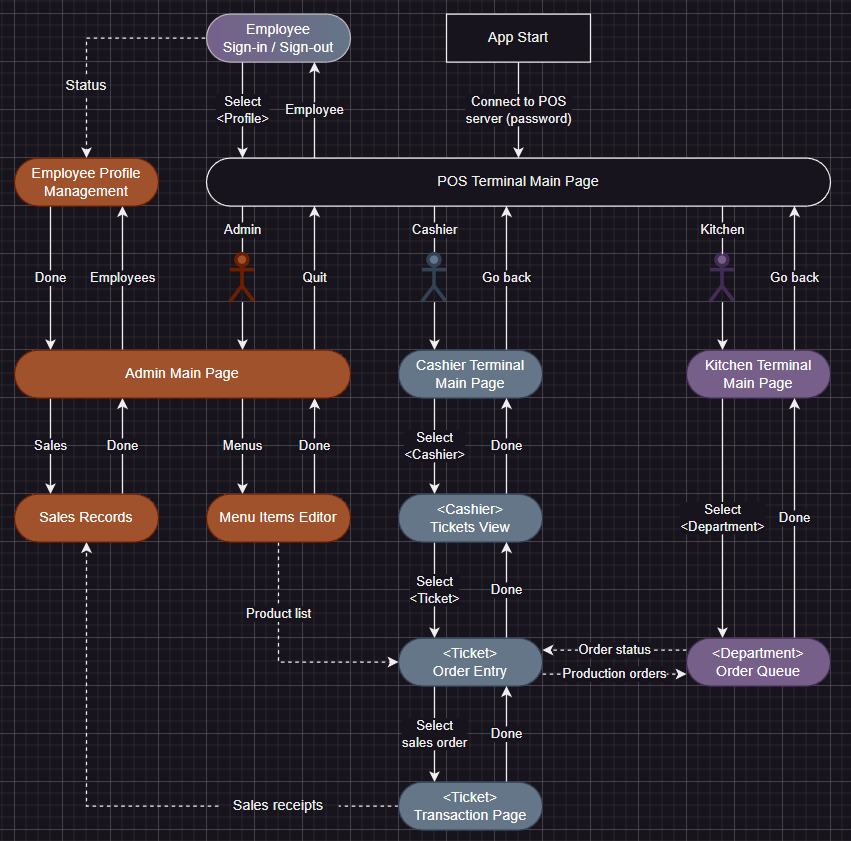 Employee
Sign-in / Sign-out
App Start
Status
Select
<Profile>
Employee
Connect to POS
server (password)
Employee Profile
Management
POS Terminal Main Page
Admin
Cashier
Kitchen
Done
Employees
Quit
Go back
Go back
Admin Main Page
Cashier Terminal
Main Page
Kitchen Terminal
Main Page
Sales
Done
Menus
Done
Select
<Cashier>
Done
Sales Records
Menu Items Editor
<Cashier>
Tickets View
Select
<Department>
Done
Select
<Ticket>
Done
Product list
<Ticket>
Order Entry
Order status
Production orders
<Department>
Order Queue
Select
sales order
Done
Sales receipts
<Ticket>
Transaction Page